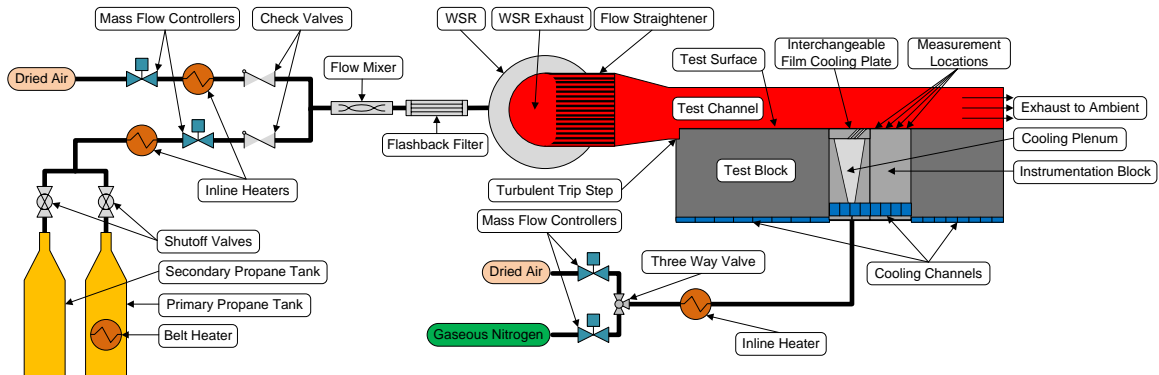 Mass Flow Controllers
Check Valves
WSR
WSR Exhaust
Flow Straightener
Interchangeable
Film Cooling Plate
Measurement
Locations
Test Surface
Dried Air
Flow Mixer
Test Channel
Exhaust to Ambient
Flashback Filter
Cooling Plenum
Test Block
Instrumentation Block
Inline Heaters
Turbulent Trip Step
Mass Flow Controllers
Shutoff Valves
Three Way Valve
Cooling Channels
Secondary Propane Tank
Dried Air
Primary Propane Tank
Belt Heater
Gaseous Nitrogen
Inline Heater